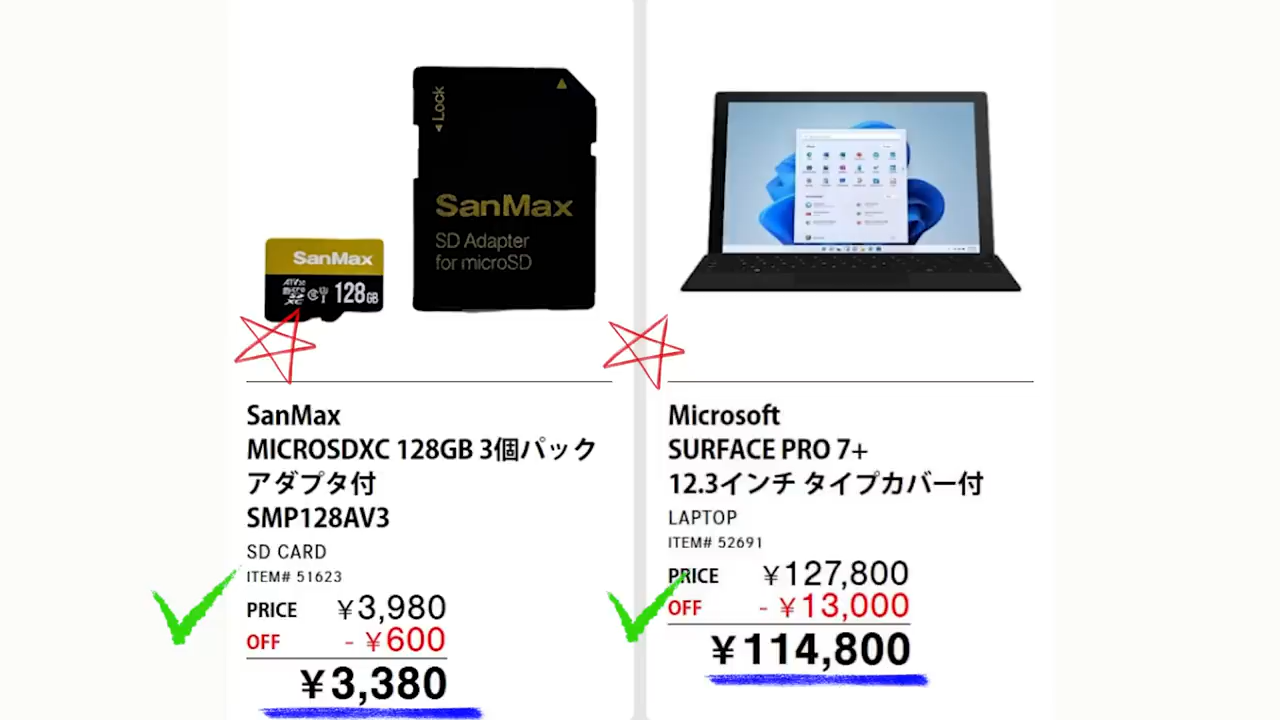 Lock
SanMax
SD Adapter
for microSD
SanMax
128GB
SanMax
MICROSDXC 128GB 3個パック
アダプタ付
SMP128AV3
SD CARD
ITEM# 51623
PRICE ¥3,980
OFF - ¥600
¥3,380
Microsoft
SURFACE PRO 7+
12.3インチ タイプカバー付
LAPTOP
ITEM# 52691
PRICE ¥127,800
OFF - ¥13,000
¥114,800